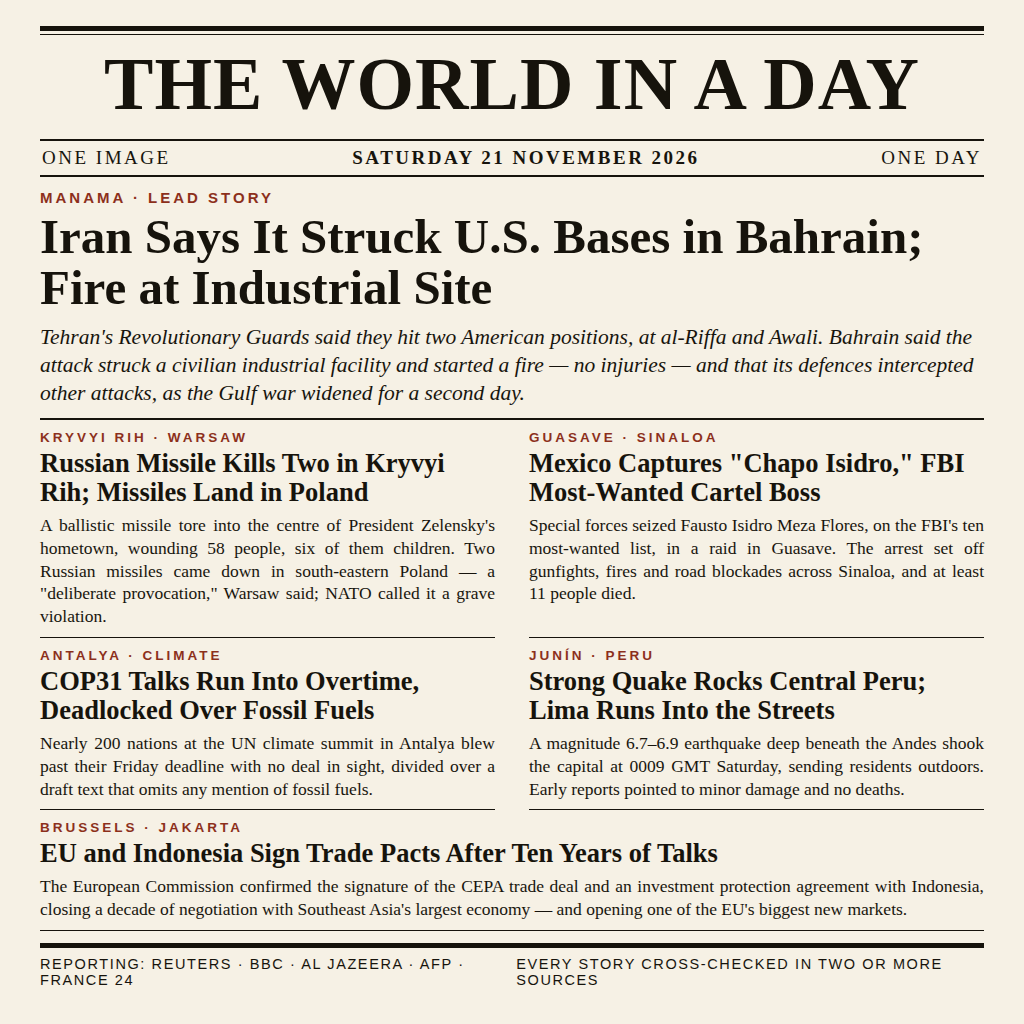 THE WORLD IN A DAY
ONE IMAGE
SATURDAY 21 NOVEMBER 2026
ONE DAY
MANAMA · LEAD STORY
Iran Says It Struck U.S. Bases in Bahrain;
Fire at Industrial Site
Tehran's Revolutionary Guards said they hit two American positions, at al-Riffa and Awali. Bahrain said the
attack struck a civilian industrial facility and started a fire — no injuries — and that its defences intercepted
other attacks, as the Gulf war widened for a second day.
KRYVYI RIH · WARSAW
Russian Missile Kills Two in Kryvyi
Rih; Missiles Land in Poland
A ballistic missile tore into the centre of President Zelensky's
hometown, wounding 58 people, six of them children. Two
Russian missiles came down in south-eastern Poland — a
"deliberate provocation," Warsaw said; NATO called it a grave
violation.
GUASAVE · SINALOA
Mexico Captures "Chapo Isidro," FBI
Most-Wanted Cartel Boss
Special forces seized Fausto Isidro Meza Flores, on the FBI's ten
most-wanted list, in a raid in Guasave. The arrest set off
gunfights, fires and road blockades across Sinaloa, and at least
11 people died.
ANTALYA · CLIMATE
COP31 Talks Run Into Overtime,
Deadlocked Over Fossil Fuels
Nearly 200 nations at the UN climate summit in Antalya blew
past their Friday deadline with no deal in sight, divided over a
draft text that omits any mention of fossil fuels.
JUNÍN · PERU
Strong Quake Rocks Central Peru;
Lima Runs Into the Streets
A magnitude 6.7–6.9 earthquake deep beneath the Andes shook
the capital at 0009 GMT Saturday, sending residents outdoors.
Early reports pointed to minor damage and no deaths.
BRUSSELS · JAKARTA
EU and Indonesia Sign Trade Pacts After Ten Years of Talks
The European Commission confirmed the signature of the CEPA trade deal and an investment protection agreement with Indonesia,
closing a decade of negotiation with Southeast Asia's largest economy — and opening one of the EU's biggest new markets.
REPORTING: REUTERS · BBC · AL JAZEERA · AFP ·
FRANCE 24
EVERY STORY CROSS-CHECKED IN TWO OR MORE
SOURCES